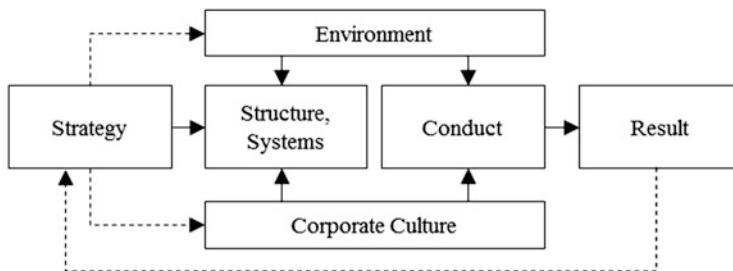 Environment
Strategy
Structure,
Systems
Conduct
Result
Corporate Culture